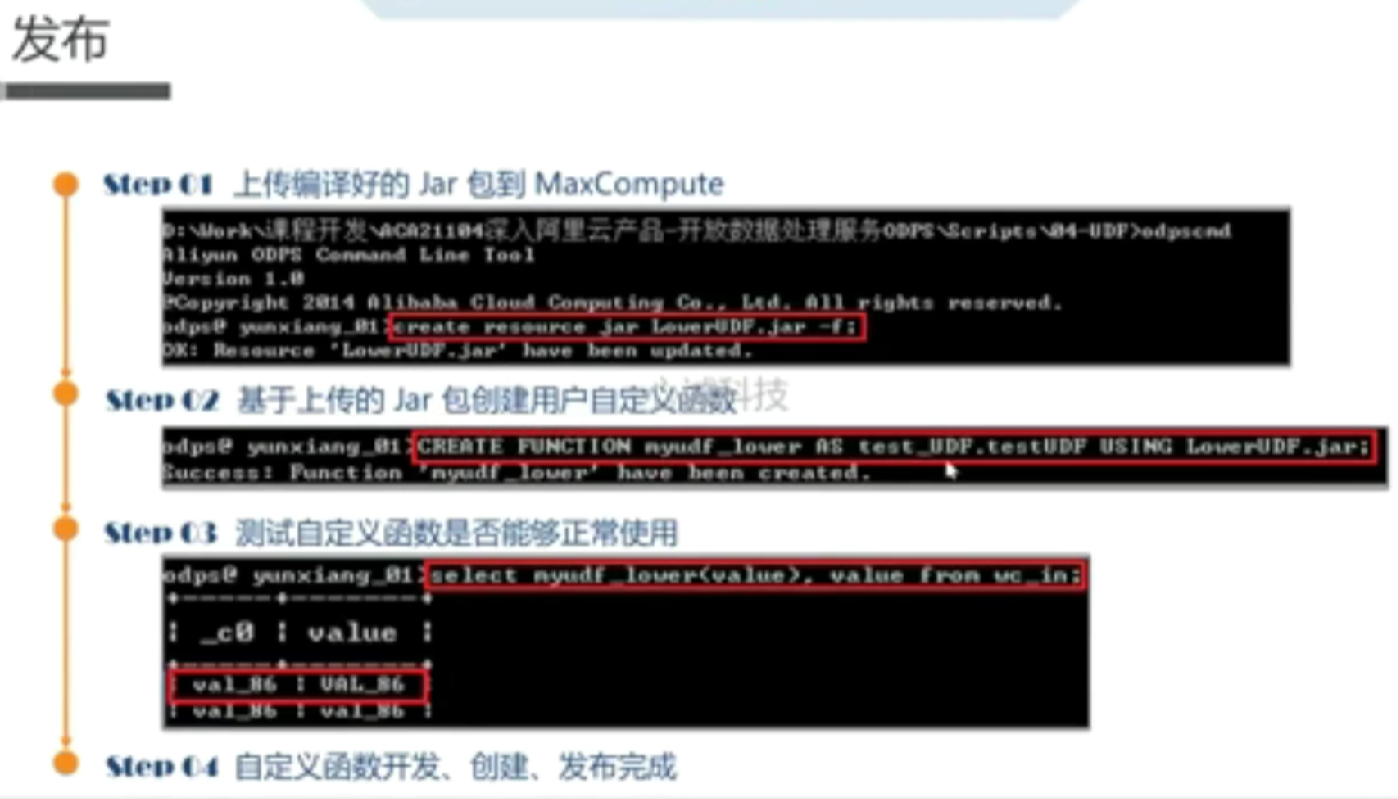 发布
Step 01 上传编译好的 Jar 包到 MaxCompute
D:\Work\课程开发\ACA21104深入阿里云产品-开放数据处理服务ODPS\Scripts\04-UDF>odpscmd
Aliyun ODPS Command Line Tool
Version 1.0
@Copyright 2014 Alibaba Cloud Computing Co., Ltd. All rights reserved.
odps@ yunxiang_01>create resource jar LowerUDF.jar -f;
OK: Resource 'LowerUDF.jar' have been updated.
Step 02 基于上传的 Jar 包创建用户自定义函数
odps@ yunxiang_01>CREATE FUNCTION myudf_lower AS test_UDF.testUDF USING LowerUDF.jar;
Success: Function 'myudf_lower' have been created.
Step 03 测试自定义函数是否能够正常使用
odps@ yunxiang_01>select myudf_lower(value), value from wc_in;
+-----+-------+
| _c0 | value |
+-----+-------+
| val_86 | VAL_86 |
| val_86 | val_86 |
Step 04 自定义函数开发、创建、发布完成